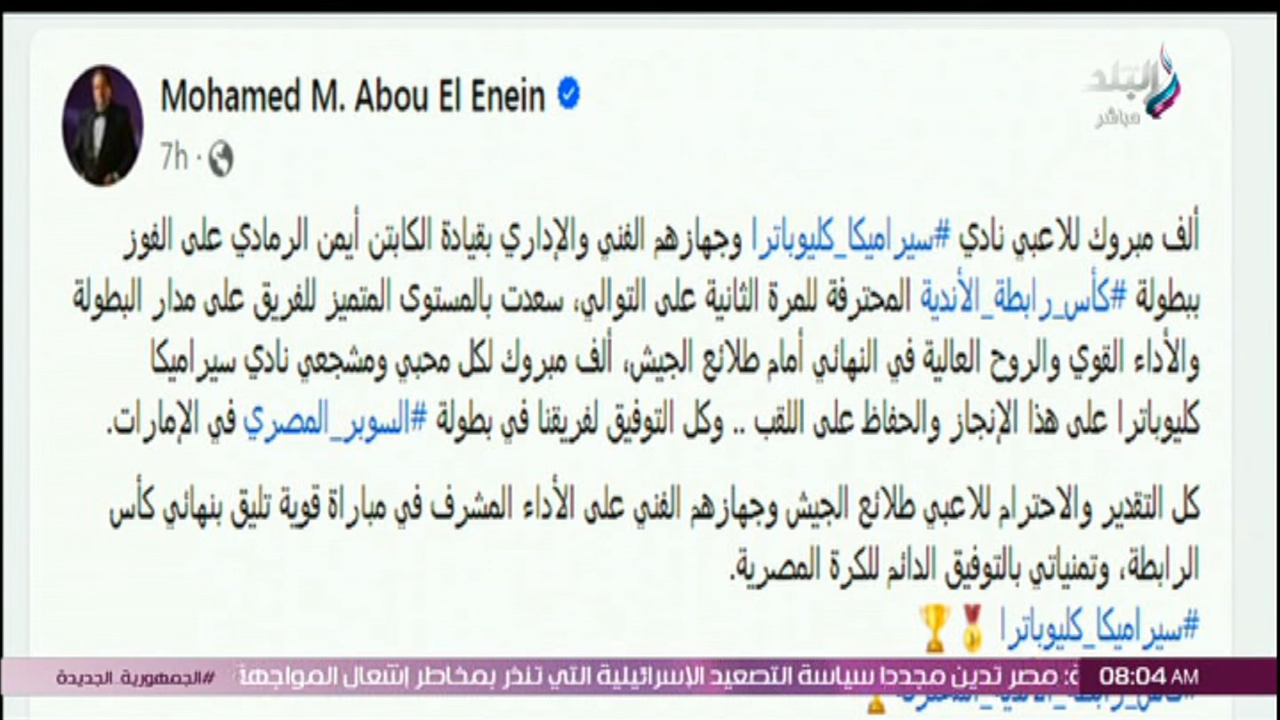 البلد
مباشر
Mohamed M. Abou El Enein
7h ·
ألف مبروك للاعبي نادي #سيراميكا_كليوباترا وجهازهم الفني والإداري بقيادة الكابتن أيمن الرمادي على الفوز
ببطولة #كأس_رابطة_الأندية المحترفة للمرة الثانية على التوالي، سعدت بالمستوى المتميز للفريق على مدار البطولة
والأداء القوي والروح العالية في النهائي أمام طلائع الجيش، ألف مبروك لكل محبي ومشجعي نادي سيراميكا
كليوباترا على هذا الإنجاز والحفاظ على اللقب .. وكل التوفيق لفريقنا في بطولة #السوبر_المصري في الإمارات.
كل التقدير والاحترام للاعبي طلائع الجيش وجهازهم الفني على الأداء المشرف في مباراة قوية تليق بنهائي كأس
الرابطة، وتمنياتي بالتوفيق الدائم للكرة المصرية.
#سيراميكا_كليوباترا 🏅🏆
08:04 AM
ة: مصر تدين مجددا سياسة التصعيد الإسرائيلية التي تنذر بمخاطر إشتعال المواجهة
#الجمهورية_الجديدة